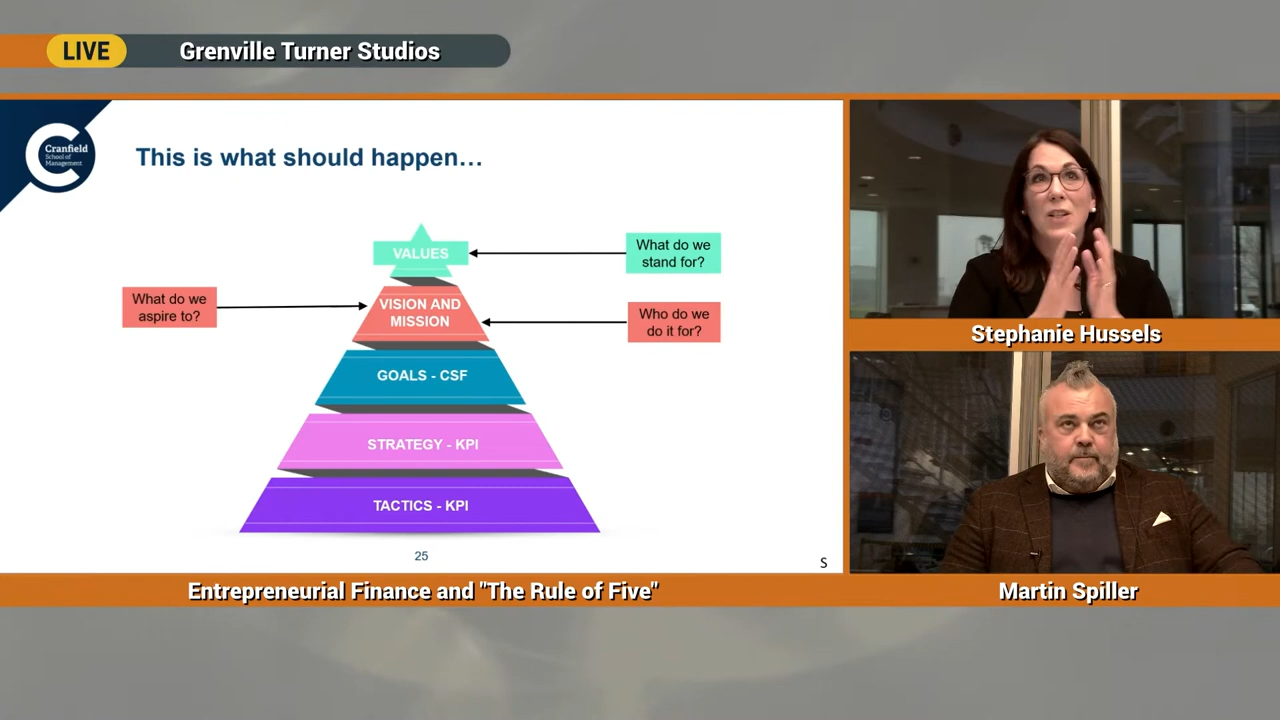 LIVE
Grenville Turner Studios
Cranfield
School of
Management
This is what should happen…
VALUES
What do we
stand for?
What do we
aspire to?
VISION AND
MISSION
Who do we
do it for?
GOALS - CSF
STRATEGY - KPI
TACTICS - KPI
25
S
Stephanie Hussels
Entrepreneurial Finance and "The Rule of Five"
Martin Spiller